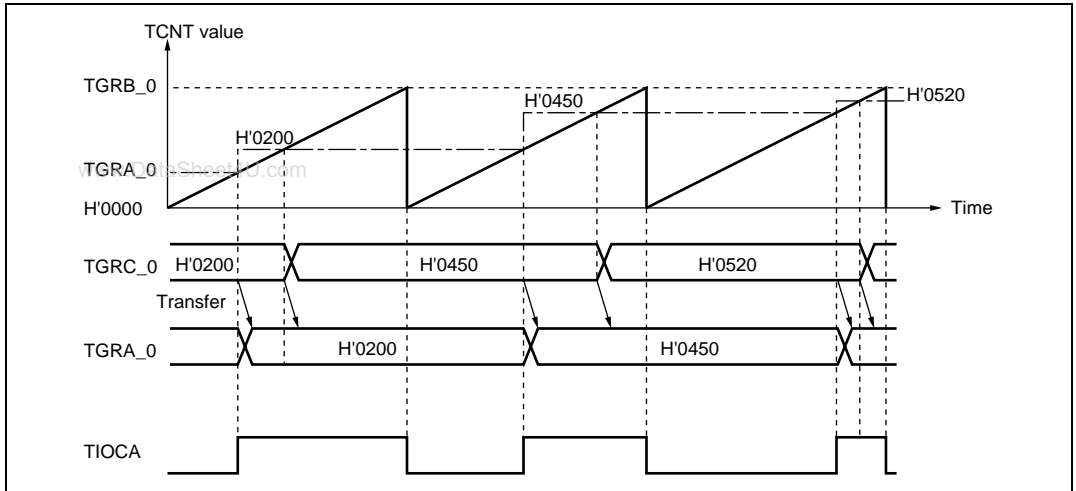 TCNT value
TGRB_0
H'0520
H'0450
H'0200
www.DataSheet4U.com
TGRA_0
H'0000
Time
TGRC_0
H'0200
H'0450
H'0520
Transfer
TGRA_0
H'0200
H'0450
TIOCA